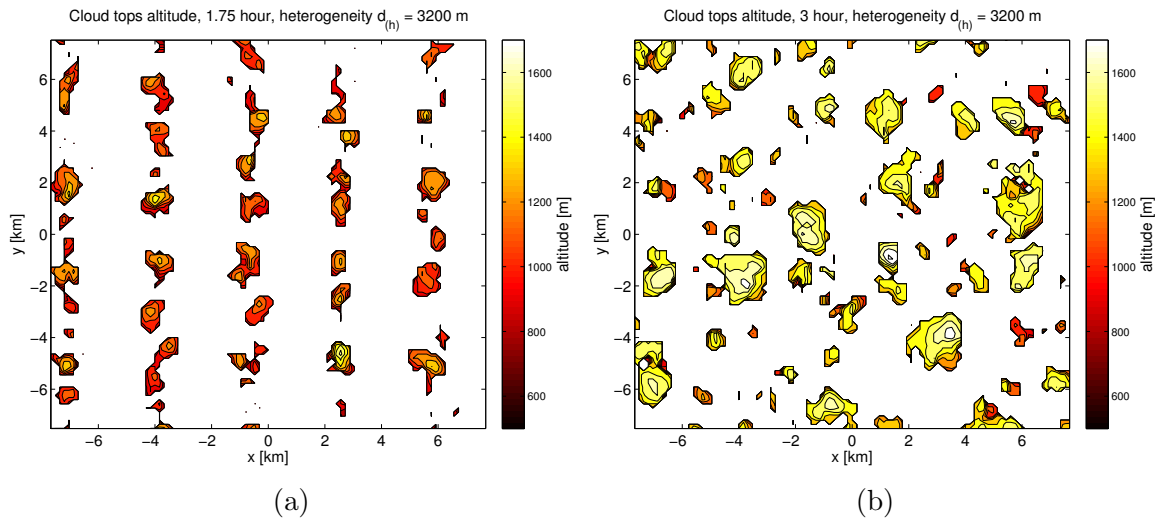 Cloud tops altitude, 1.75 hour, heterogeneity d(h) = 3200 m
6
4
2
0
−2
−4
−6
y [km]
−6 −4 −2 0 2 4 6
x [km]
1600
1400
1200
1000
800
600
altitude [m]
(a)
Cloud tops altitude, 3 hour, heterogeneity d(h) = 3200 m
6
4
2
0
−2
−4
−6
y [km]
−6 −4 −2 0 2 4 6
x [km]
1600
1400
1200
1000
800
600
altitude [m]
(b)